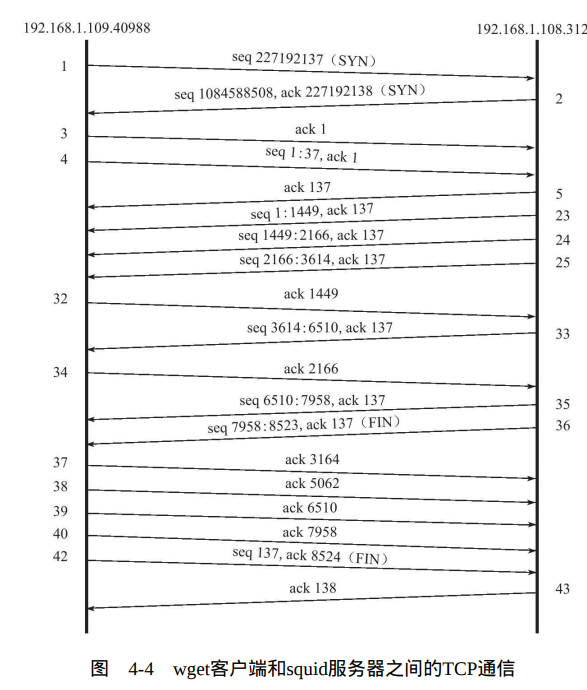 192.168.1.109.40988 192.168.1.108.312
1 seq 227192137（SYN）
seq 1084588508, ack 227192138（SYN） 2
3 ack 1
4 seq 1:37, ack 1
ack 137 5
seq 1:1449, ack 137 23
seq 1449:2166, ack 137 24
seq 2166:3614, ack 137 25
32 ack 1449
seq 3614:6510, ack 137 33
34 ack 2166
seq 6510:7958, ack 137 35
seq 7958:8523, ack 137（FIN） 36
37 ack 3164
38 ack 5062
39 ack 6510
40 ack 7958
42 seq 137, ack 8524（FIN）
ack 138 43
图 4-4 wget客户端和squid服务器之间的TCP通信